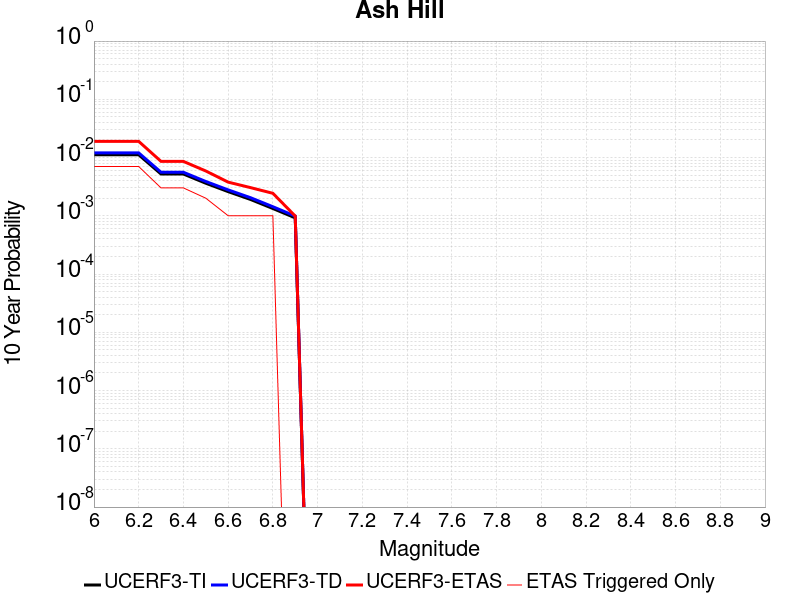 Ash Hill
10 Year Probability
10^0
10^-1
10^-2
10^-3
10^-4
10^-5
10^-6
10^-7
10^-8
6 6.2 6.4 6.6 6.8 7 7.2 7.4 7.6 7.8 8 8.2 8.4 8.6 8.8 9
Magnitude
UCERF3-TI UCERF3-TD UCERF3-ETAS ETAS Triggered Only